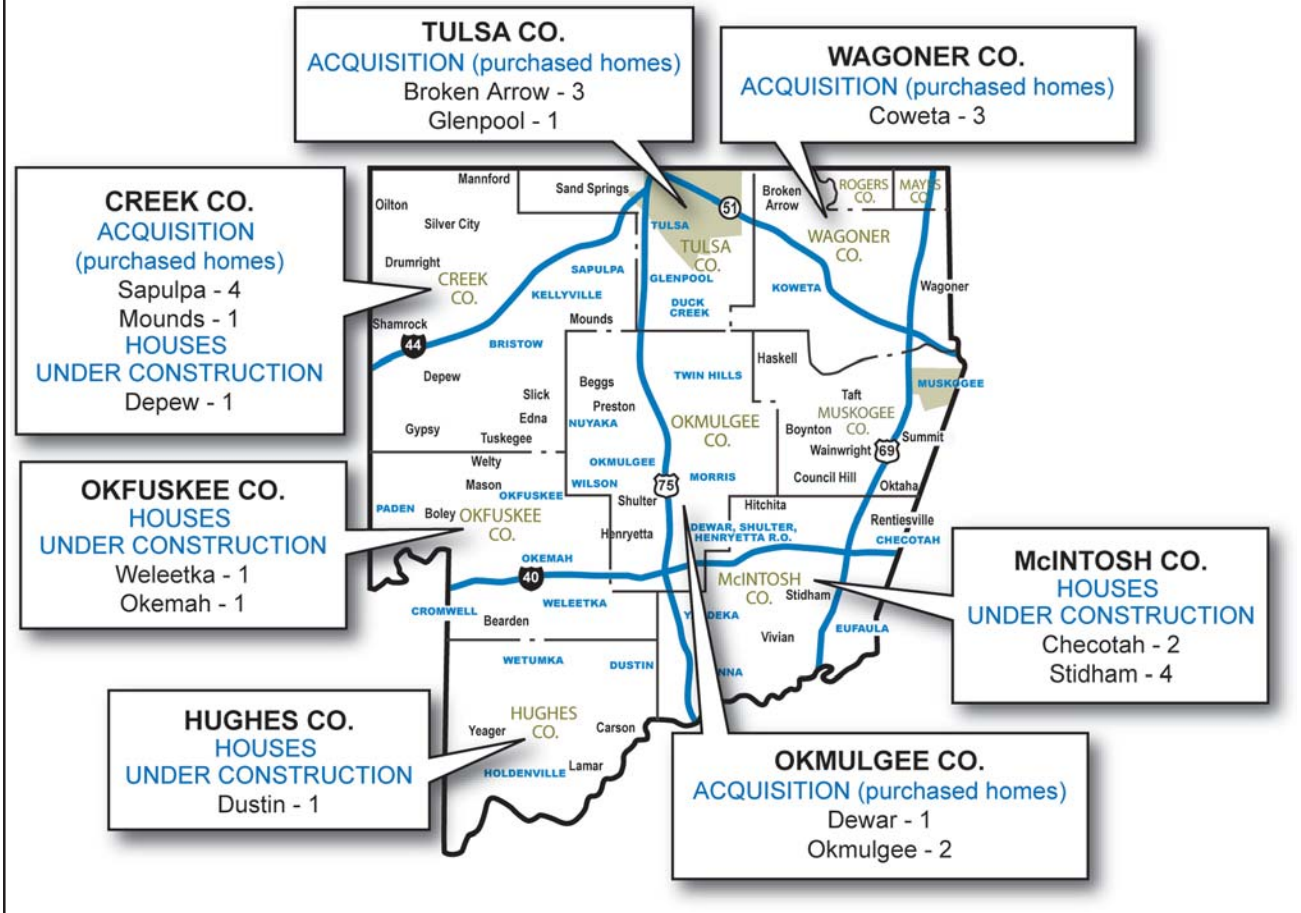 TULSA CO.
ACQUISITION (purchased homes)
Broken Arrow - 3
Glenpool - 1
WAGONER CO.
ACQUISITION (purchased homes)
Coweta - 3
CREEK CO.
ACQUISITION
(purchased homes)
Sapulpa - 4
Mounds - 1
HOUSES
UNDER CONSTRUCTION
Depew - 1
OKFUSKEE CO.
HOUSES
UNDER CONSTRUCTION
Weleetka - 1
Okemah - 1
HUGHES CO.
HOUSES
UNDER CONSTRUCTION
Dustin - 1
McINTOSH CO.
HOUSES
UNDER CONSTRUCTION
Checotah - 2
Stidham - 4
OKMULGEE CO.
ACQUISITION (purchased homes)
Dewar - 1
Okmulgee - 2
Mannford
Oilton
Silver City
Drumright
CREEK
CO.
Shamrock
44
Depew
Gypsy
Sand Springs
SAPULPA
KELLYVILLE
Mounds
BRISTOW
Slick
Edna
Tuskegee
TULSA
TULSA
CO.
GLENPOOL
DUCK
CREEK
51
Broken
Arrow
ROGERS
CO.
MAYES
CO.
WAGONER
CO.
KOWETA
Wagoner
Beggs
Preston
NUYAKA
TWIN HILLS
OKMULGEE
CO.
OKMULGEE
WILSON
75
MORRIS
Shulter
Henryetta
Haskell
MUSKOGEE
Taft
MUSKOGEE
CO.
Boynton
Wainwright
69
Summit
Council Hill
Oktaha
Hitchita
DEWAR, SHULTER,
HENRYETTA R.O.
Rentiesville
CHECOTAH
Welty
Mason
OKFUSKEE
PADEN
Boley
OKFUSKEE
CO.
OKEMAH
40
CROMWELL
WELEETKA
Bearden
McINTOSH
CO.
Stidham
Vivian
EUFAULA
WETUMKA
DUSTIN
HUGHES
CO.
Yeager
Carson
Lamar
HOLDENVILLE